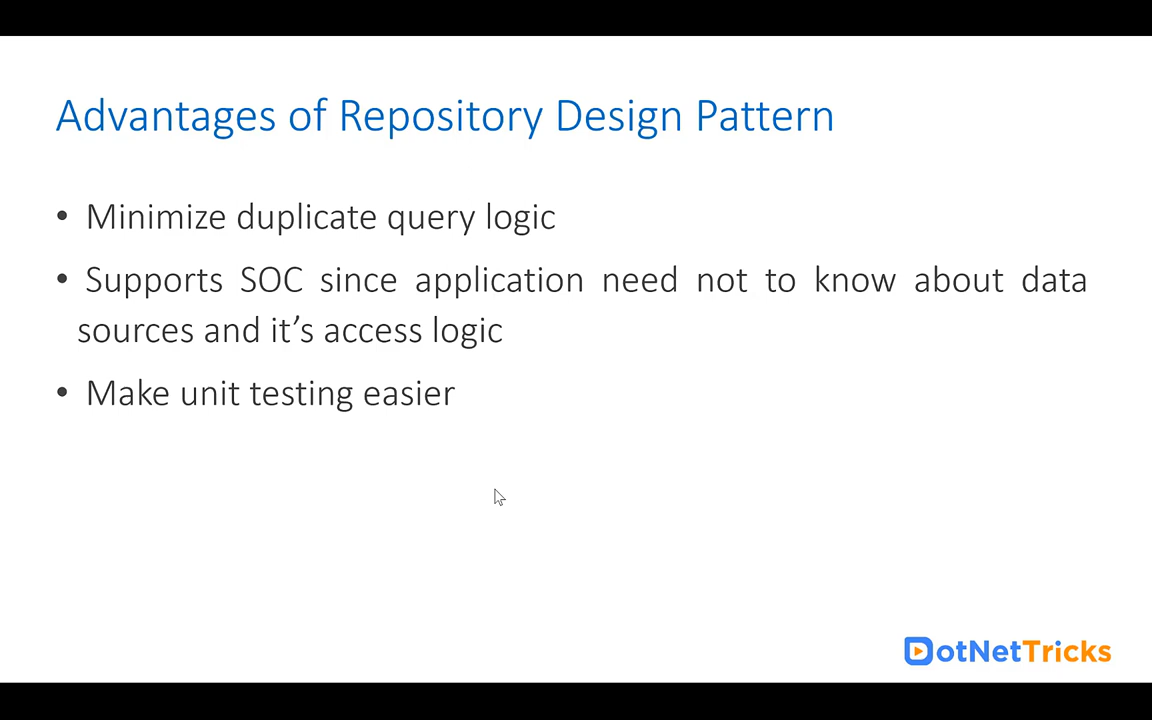 Advantages of Repository Design Pattern
• Minimize duplicate query logic
• Supports SOC since application need not to know about data
sources and it’s access logic
• Make unit testing easier
DotNetTricks